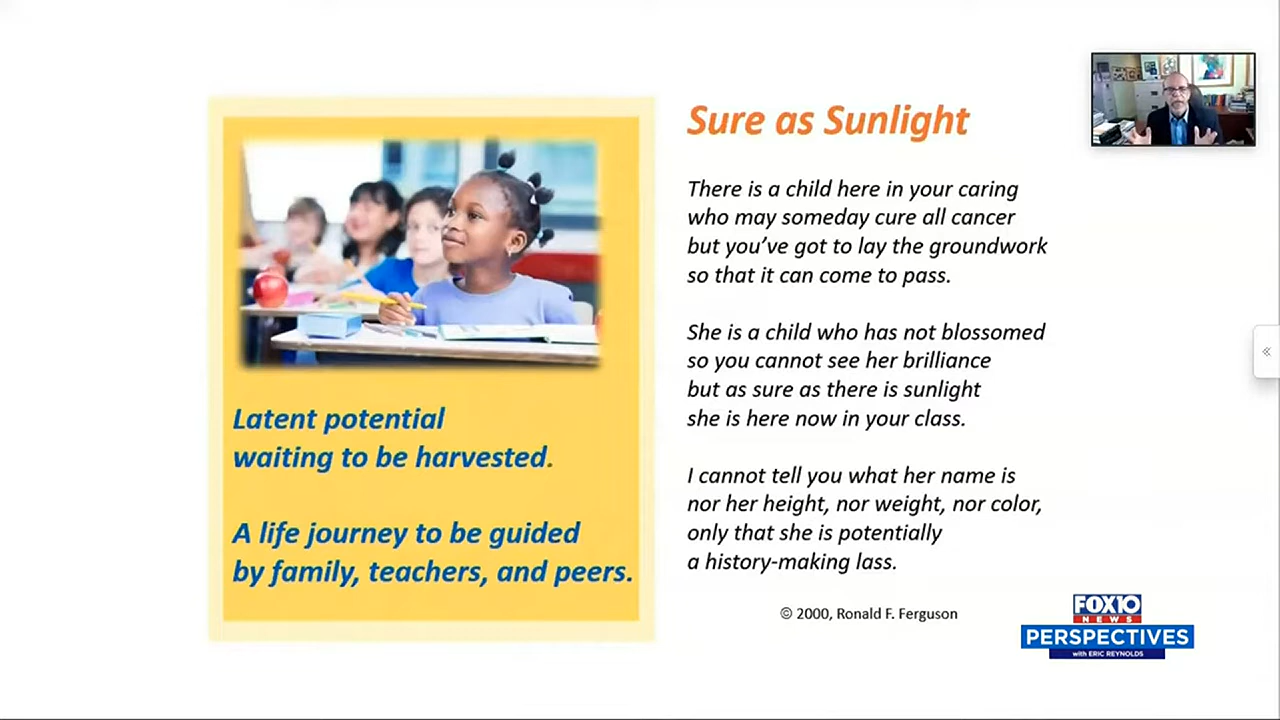 Sure as Sunlight
There is a child here in your caring
who may someday cure all cancer
but you’ve got to lay the groundwork
so that it can come to pass.
She is a child who has not blossomed
so you cannot see her brilliance
but as sure as there is sunlight
she is here now in your class.
I cannot tell you what her name is
nor her height, nor weight, nor color,
only that she is potentially
a history-making lass.
© 2000, Ronald F. Ferguson
Latent potential
waiting to be harvested.
A life journey to be guided
by family, teachers, and peers.
FOX10
NEWS
PERSPECTIVES
with ERIC REYNOLDS